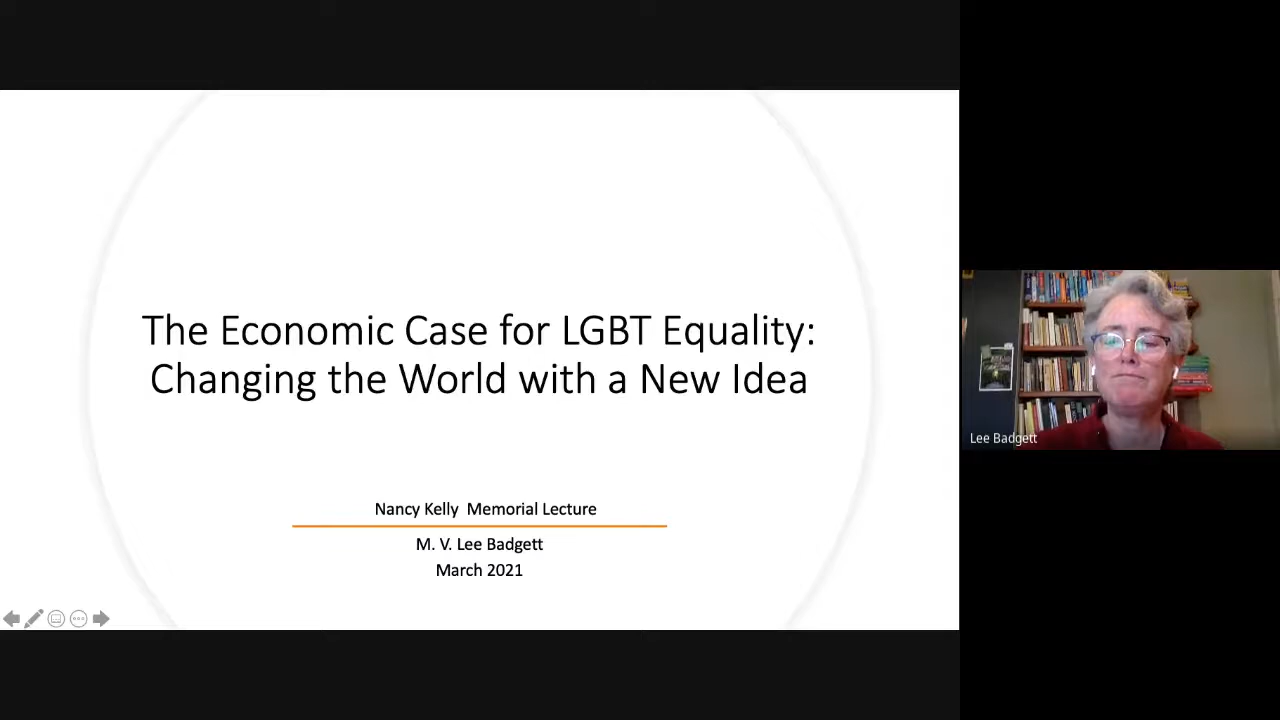 The Economic Case for LGBT Equality:
Changing the World with a New Idea
Nancy Kelly  Memorial Lecture
M. V. Lee Badgett
March 2021
Lee Badgett